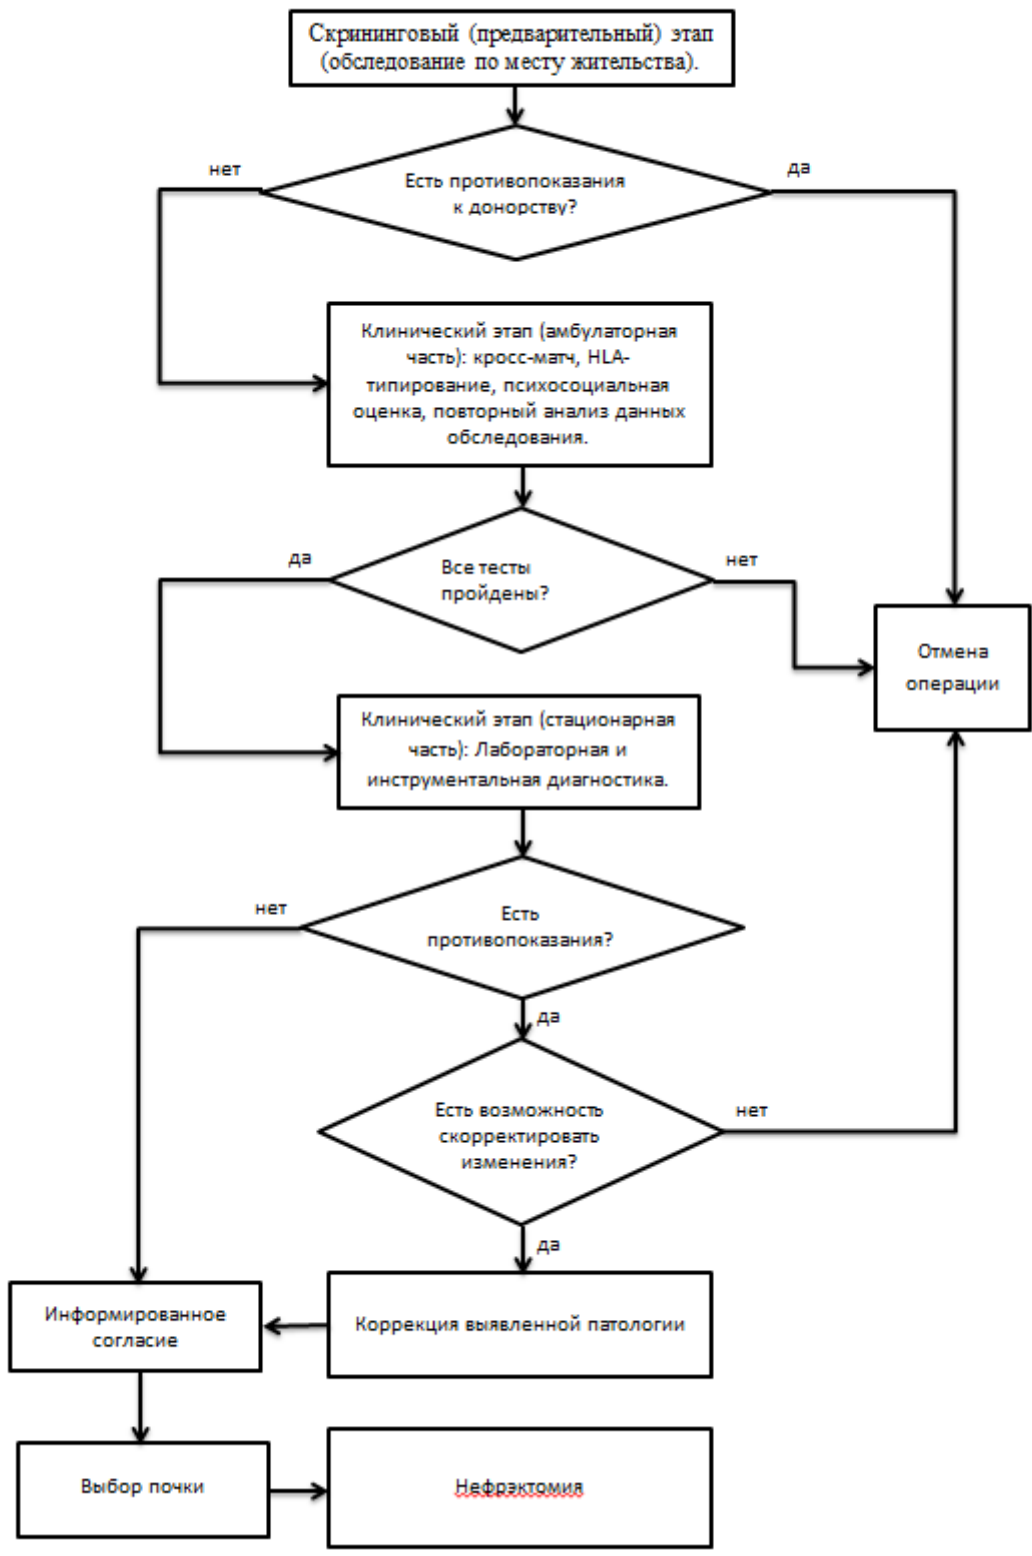 Скрининговый (предварительный) этап
(обследование по месту жительства).
нет
да
Есть противопоказания
к донорству?
Клинический этап (амбулаторная
часть): кросс-матч, HLA-
типирование, психосоциальная
оценка, повторный анализ данных
обследования.
да
нет
Все тесты
пройдены?
Отмена
операции
Клинический этап (стационарная
часть): Лабораторная и
инструментальная диагностика.
нет
Есть
противопоказания?
да
Есть возможность
скорректировать
изменения?
нет
да
Информированное
согласие
Коррекция выявленной патологии
Выбор почки
Нефрэктомия